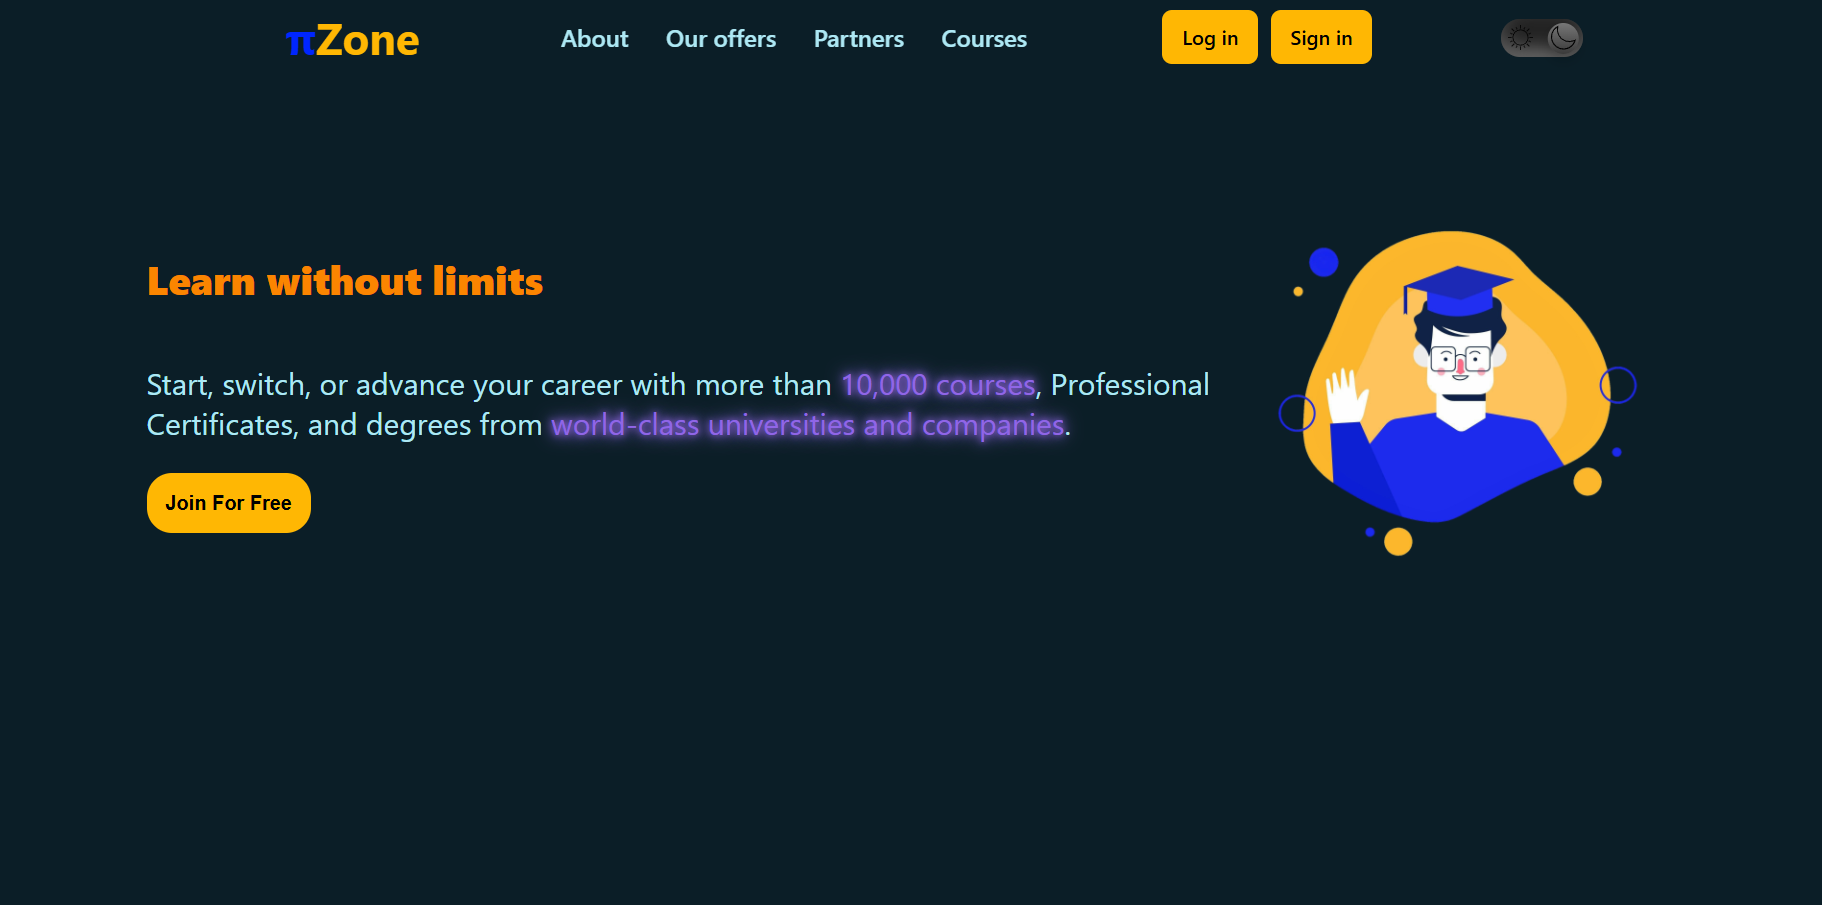 πZone About Our offers Partners Courses Log in Sign in
Learn without limits
Start, switch, or advance your career with more than 10,000 courses, Professional
Certificates, and degrees from world-class universities and companies.
Join For Free